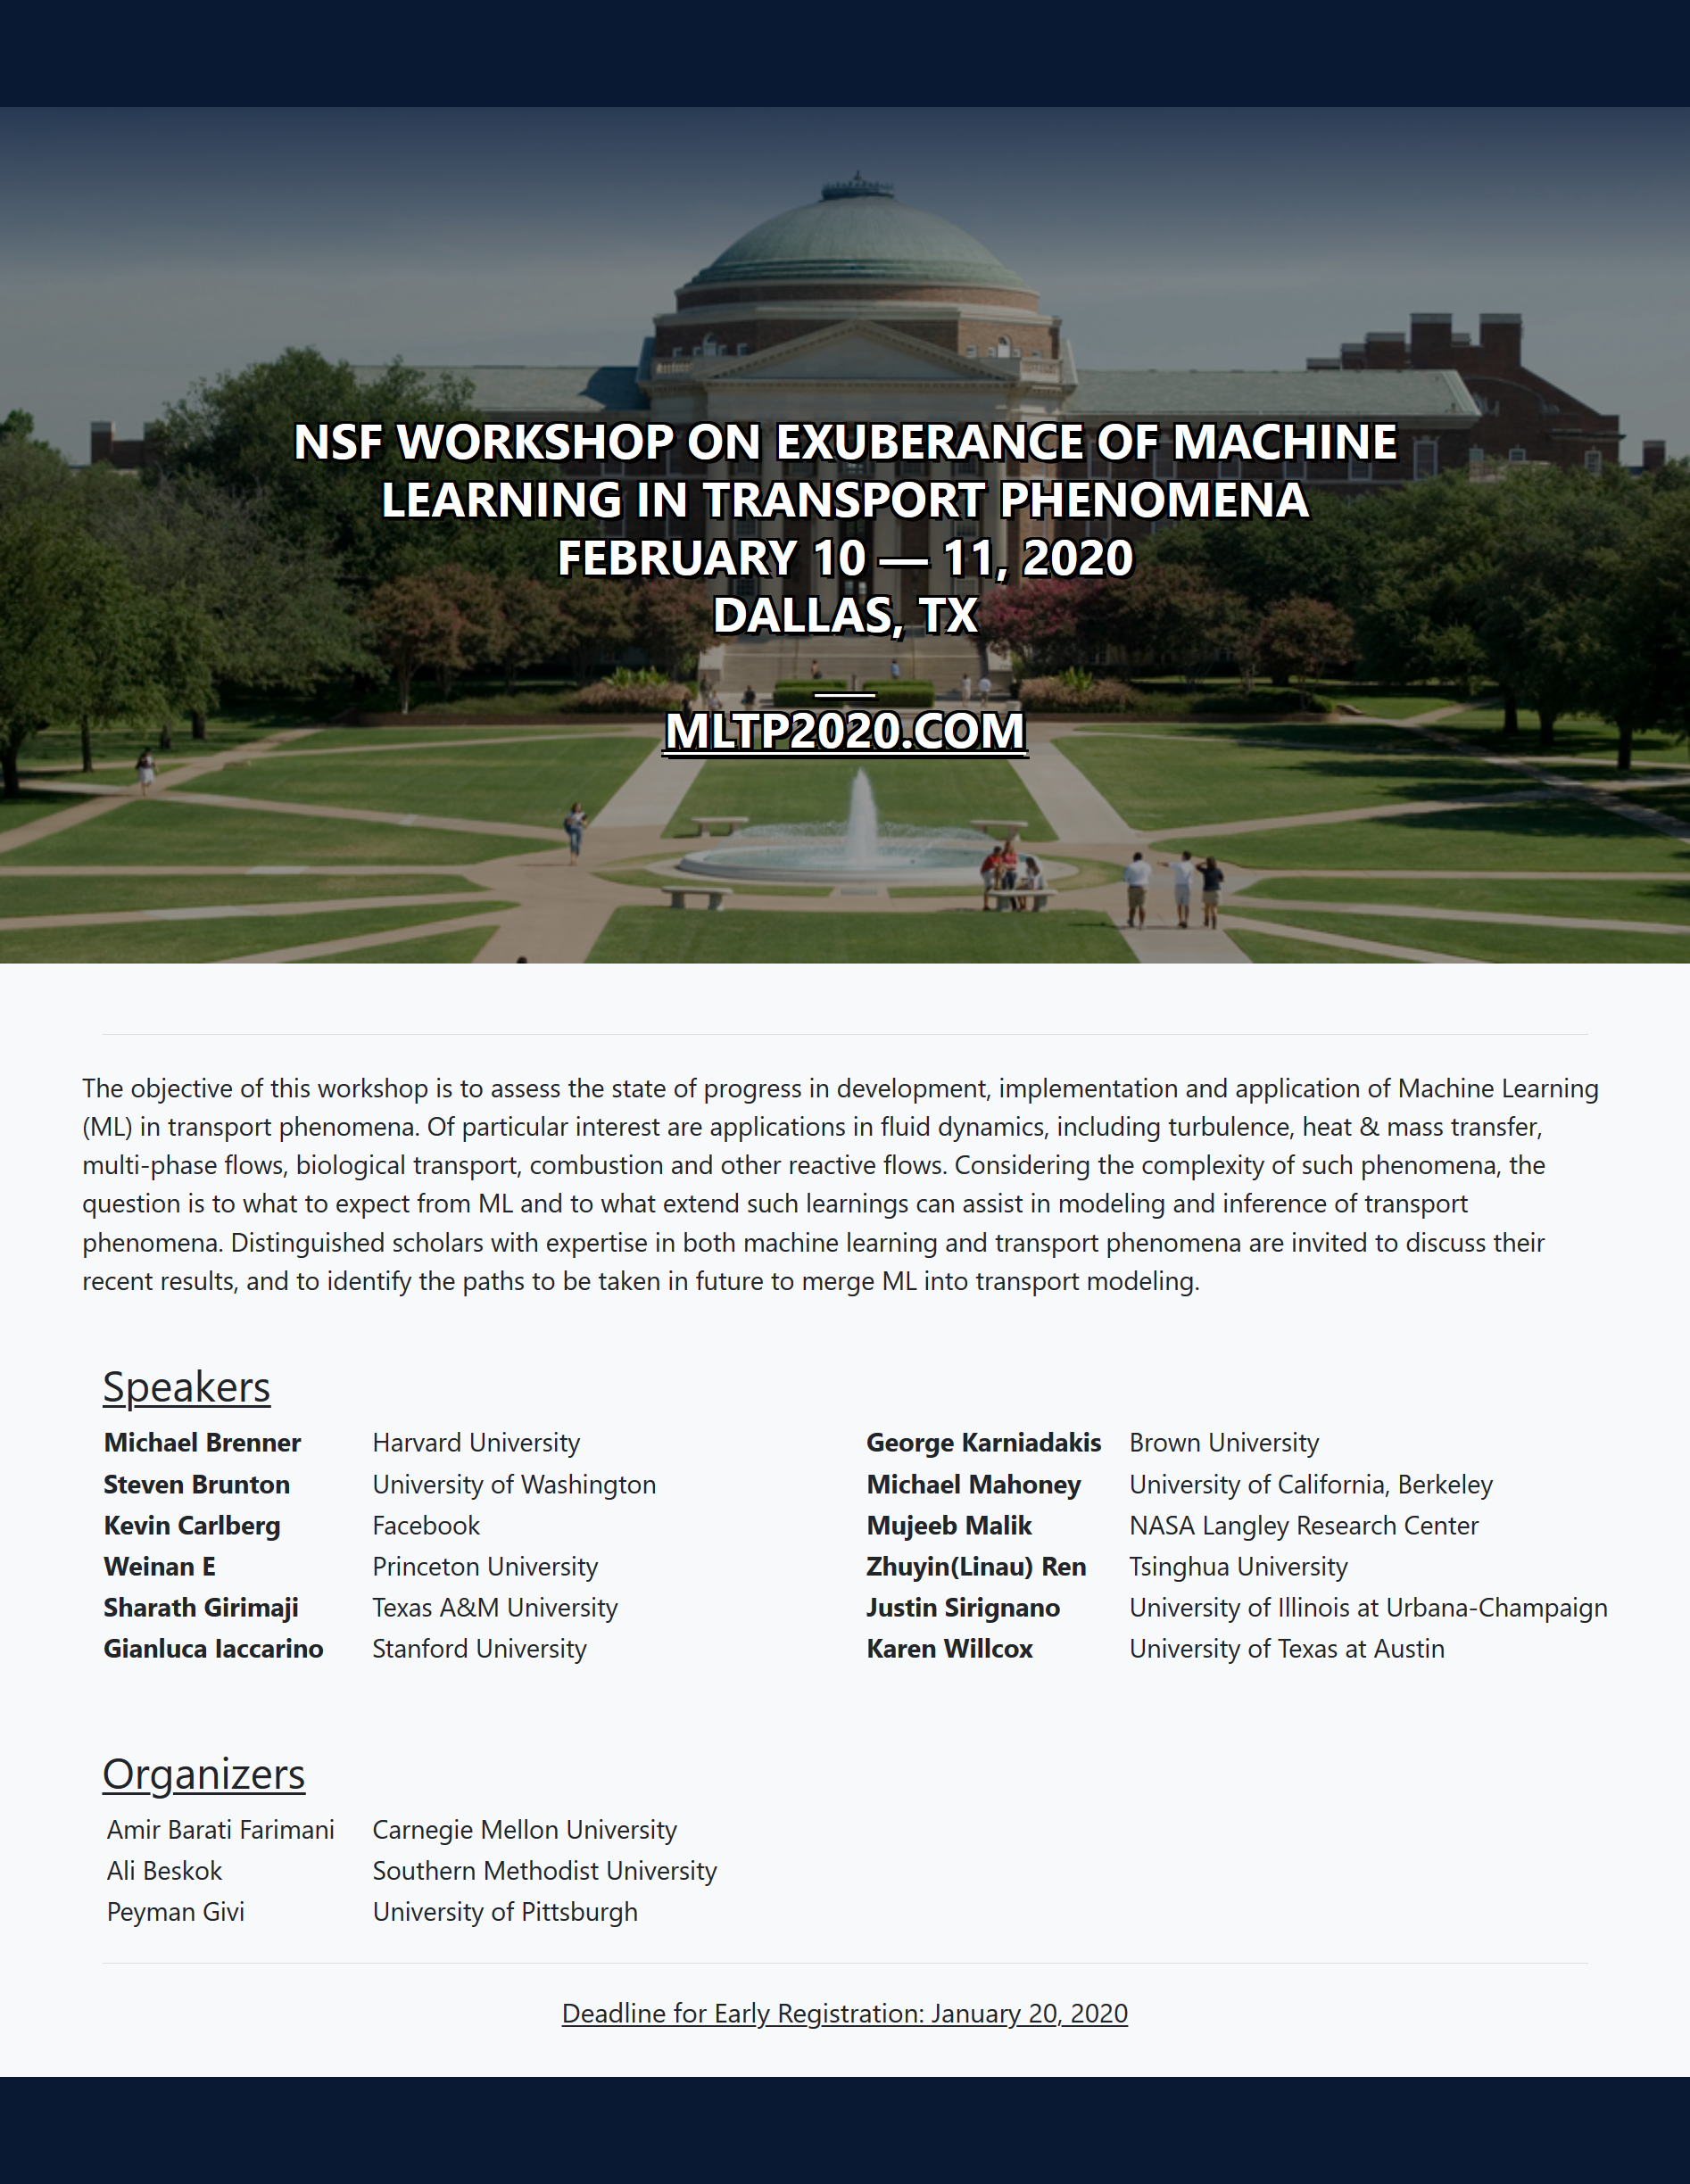 NSF WORKSHOP ON EXUBERANCE OF MACHINE
LEARNING IN TRANSPORT PHENOMENA
FEBRUARY 10 — 11, 2020
DALLAS, TX
MLTP2020.COM
The objective of this workshop is to assess the state of progress in development, implementation and application of Machine Learning
(ML) in transport phenomena. Of particular interest are applications in fluid dynamics, including turbulence, heat & mass transfer,
multi-phase flows, biological transport, combustion and other reactive flows. Considering the complexity of such phenomena, the
question is to what to expect from ML and to what extend such learnings can assist in modeling and inference of transport
phenomena. Distinguished scholars with expertise in both machine learning and transport phenomena are invited to discuss their
recent results, and to identify the paths to be taken in future to merge ML into transport modeling.
Speakers
Michael Brenner Harvard University George Karniadakis Brown University
Steven Brunton University of Washington Michael Mahoney University of California, Berkeley
Kevin Carlberg Facebook Mujeeb Malik NASA Langley Research Center
Weinan E Princeton University Zhuyin(Linau) Ren Tsinghua University
Sharath Girimaji Texas A&M University Justin Sirignano University of Illinois at Urbana-Champaign
Gianluca Iaccarino Stanford University Karen Willcox University of Texas at Austin
Organizers
Amir Barati Farimani Carnegie Mellon University
Ali Beskok Southern Methodist University
Peyman Givi University of Pittsburgh
Deadline for Early Registration: January 20, 2020